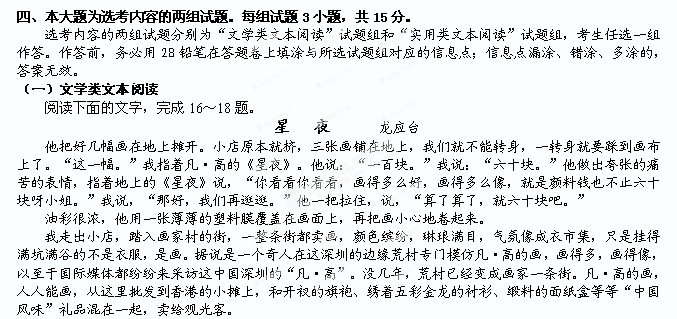 四、本大题为选考内容的两组试题。每组试题3小题，共15分。
选考内容的两组试题分别为“文学类文本阅读”试题组和“实用类文本阅读”试题组，考生任选一组
作答。作答前，务必用2B铅笔在答题卷上填涂与所选试题组对应的信息点；信息点漏涂、错涂、多涂的，
答案无效。
（一）文学类文本阅读
阅读下面的文字，完成16～18题。
星 夜 龙应台
他把好几幅画在地上摊开。小店原本就挤，三张画铺在地上，我们就不能转身，一转身就要踩到画布
上了。“这一幅。”我指着凡·高的《星夜》。他说：“一百块。”我说：“六十块。”他做出夸张的痛
苦的表情，指着地上的《星夜》说，“你看看你看看，画得多么好，画得多么像，就是颜料钱也不止六十
块呀小姐。”我说，“那好，我们再逛逛。”他一把拉住，说，“算了算了，就六十块吧。”
油彩很浓，他用一张薄薄的塑料膜覆盖在画面上，再把画小心地卷起来。
我走出小店，踏入画家村的街，一整条街都卖画，颜色缤纷，琳琅满目，气氛像成衣市集，只是挂得
满坑满谷的不是衣服，是画。据说是一个奇人在这深圳的边缘荒村专门模仿凡·高的画，画得多，画得像，
以至于国际媒体都纷纷来采访这中国深圳的“凡·高”。没几年，荒村已经变成画家一条街。凡·高的画，
人人能画，从这里批发到香港的小摊上，和开衩的旗袍、绣着五彩金龙的衬衫、缎料的面纸盒等等“中国
风味”礼品混在一起，卖给观光客。